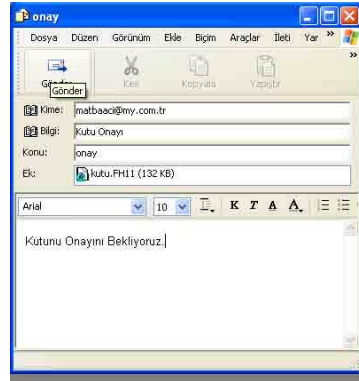 onay
Dosya Düzen Görünüm Ekle Biçim Araçlar İleti Yar »
Gönder Kes Kopyala Yapıştır »
Gönder
Kime: matbaaci@my.com.tr
Bilgi: Kutu Onayı
Konu: onay
Ek: kutu.FH11 (132 KB)
Arial 10 K T A A
Kutunu Onayını Bekliyoruz.